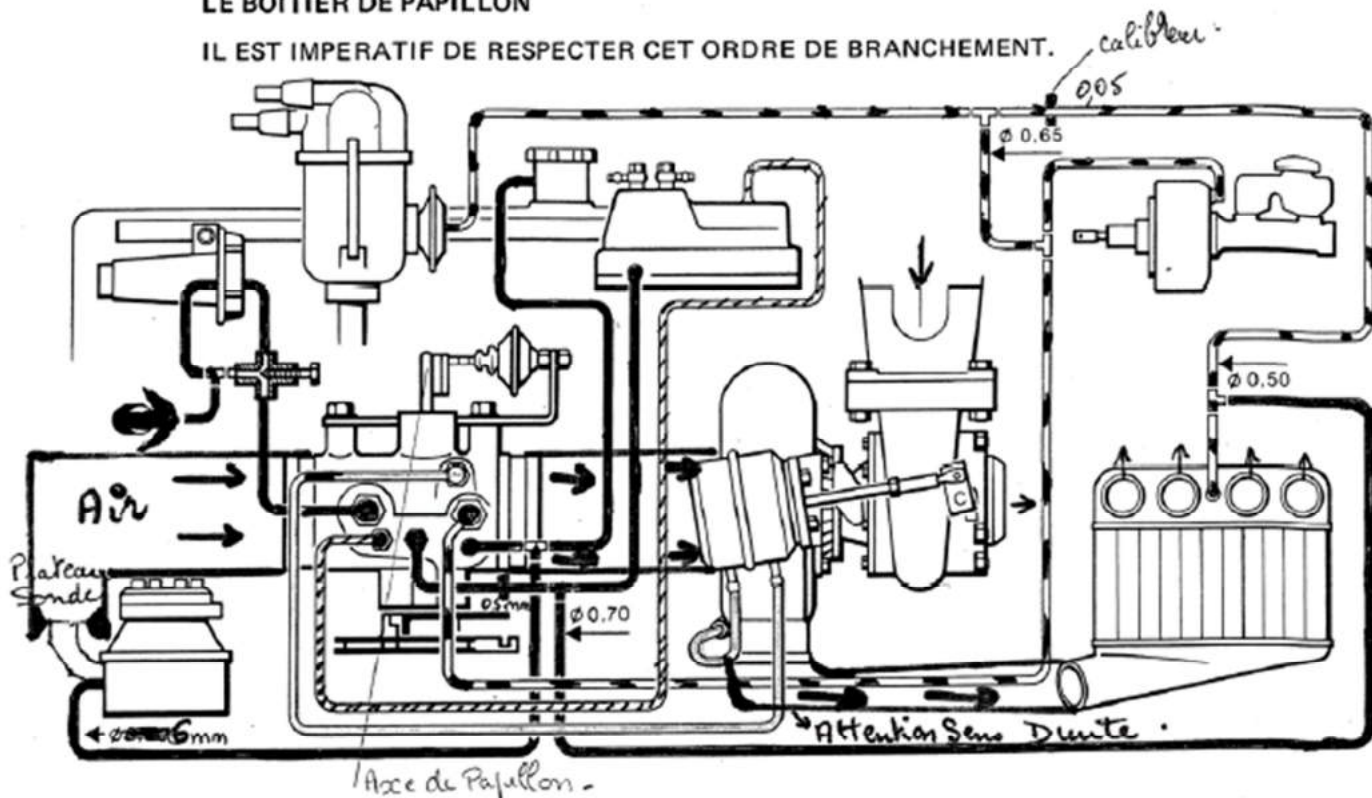 LE BOITIER DE PAPILLON
IL EST IMPERATIF DE RESPECTER CET ORDRE DE BRANCHEMENT.
calibreur.
0,05
Ø 0.65
Ø 0.50
Air
C
Plateau
Sonde
05mm
Ø 0.70
6mm
Attention Sens Durite.
Axe de Papillon.